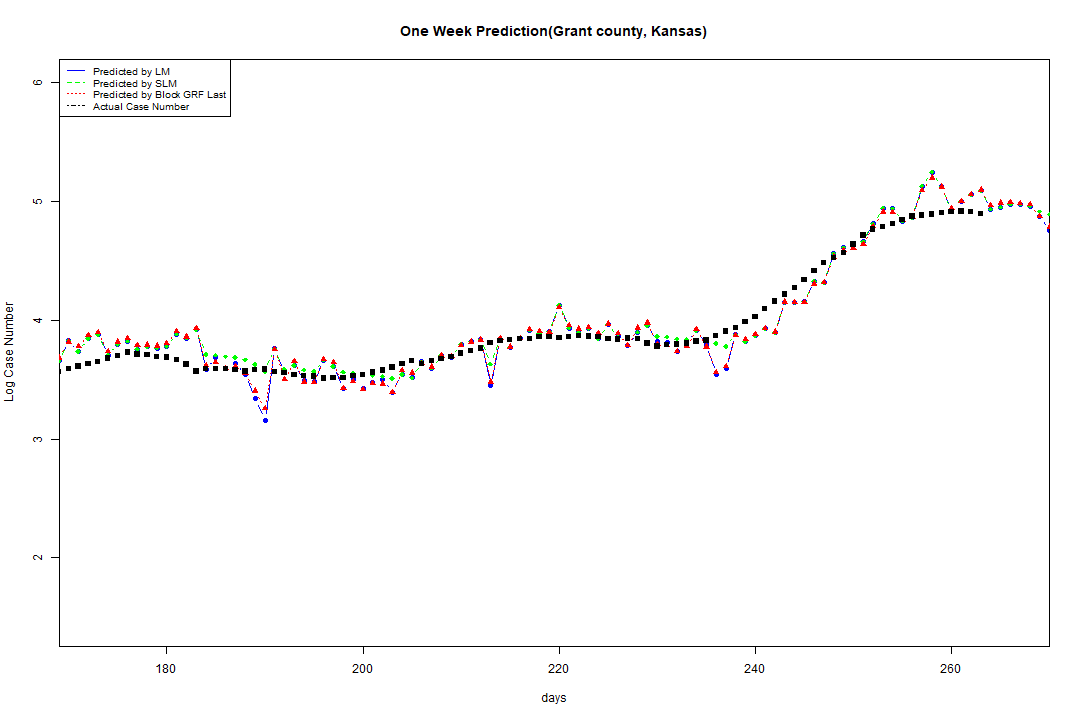 One Week Prediction(Grant county, Kansas)
Predicted by LM
Predicted by SLM
Predicted by Block GRF Last
Actual Case Number
6
5
4
3
2
Log Case Number
180 200 220 240 260
days